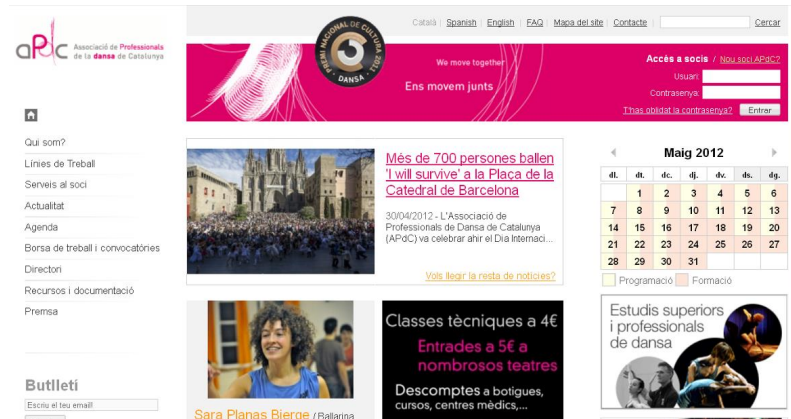 Català | Spanish | English | FAQ | Mapa del site | Contacte | Cercar
aPdC Associació de Professionals
de la dansa de Catalunya
PREMI NACIONAL DE CULTURA 2011
· DANSA ·
We move together
Ens movem junts
Accés a socis / Nou soci APdC?
Usuari:
Contrasenya:
T'has oblidat la contrasenya? Entrar
Qui som?
Línies de Treball
Serveis al soci
Actualitat
Agenda
Borsa de treball i convocatòries
Directori
Recursos i documentació
Premsa
Butlletí
Escriu el teu email!
Més de 700 persones ballen
'I will survive' a la Plaça de la
Catedral de Barcelona
30/04/2012 - L'Associació de
Professionals de Dansa de Catalunya
(APdC) va celebrar ahir el Dia Internaci...
Vols llegir la resta de notícies?
Maig 2012
dl. dt. dc. dj. dv. ds. dg.
1 2 3 4 5 6
7 8 9 10 11 12 13
14 15 16 17 18 19 20
21 22 23 24 25 26 27
28 29 30 31
Programació Formació
Sara Planas Bierge / Ballarina
Classes tècniques a 4€
Entrades a 5€ a
nombrosos teatres
Descomptes a botigues,
cursos, centres mèdics,...
Estudis superiors
i professionals
de dansa